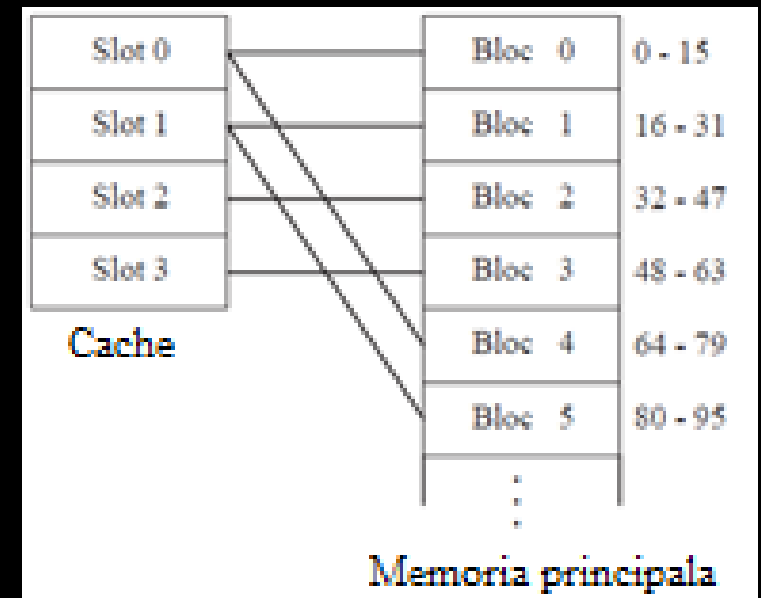 Slot 0 Bloc 0 0 - 15
Slot 1 Bloc 1 16 - 31
Slot 2 Bloc 2 32 - 47
Slot 3 Bloc 3 48 - 63
Cache Bloc 4 64 - 79
Bloc 5 80 - 95
Memoria principala